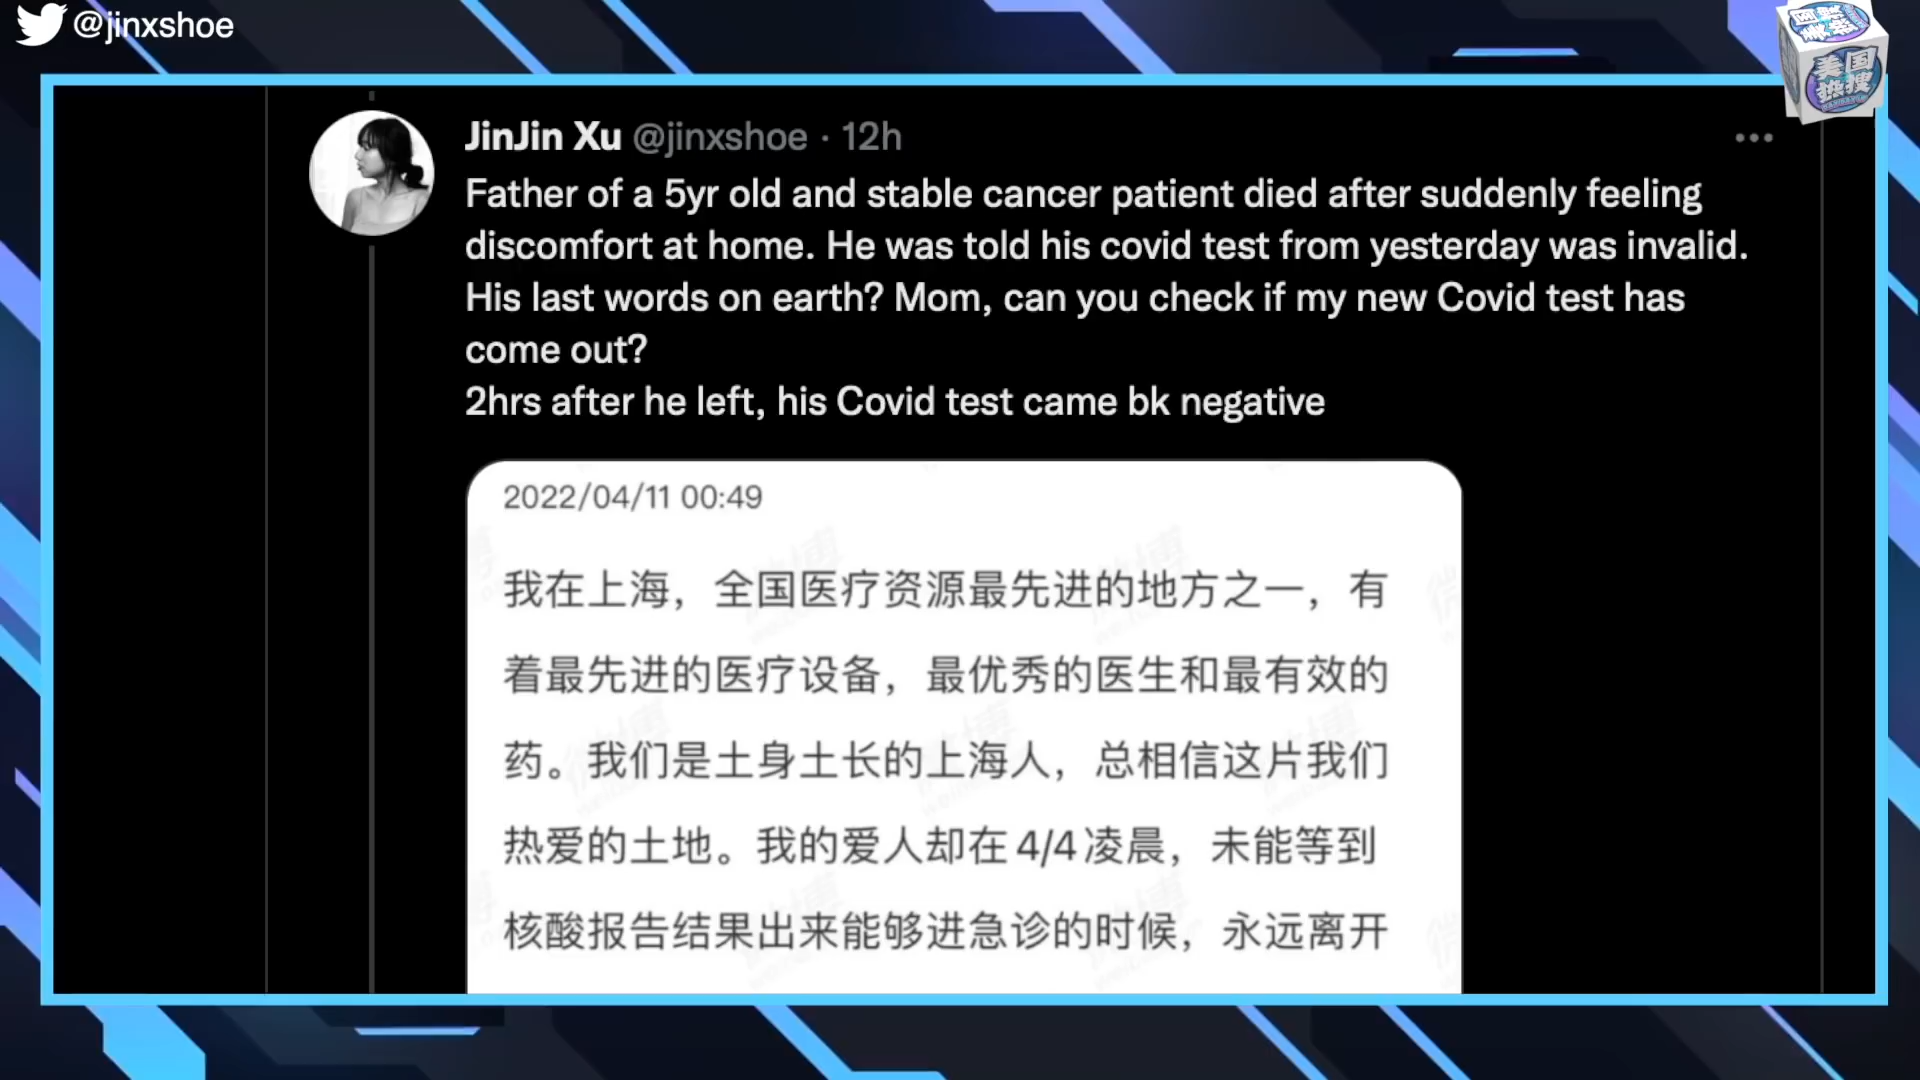 @jinxshoe
美国热搜
JinJin Xu @jinxshoe · 12h
Father of a 5yr old and stable cancer patient died after suddenly feeling
discomfort at home. He was told his covid test from yesterday was invalid.
His last words on earth? Mom, can you check if my new Covid test has
come out?
2hrs after he left, his Covid test came bk negative
2022/04/11 00:49
我在上海，全国医疗资源最先进的地方之一，有
着最先进的医疗设备，最优秀的医生和最有效的
药。我们是土身土长的上海人，总相信这片我们
热爱的土地。我的爱人却在4/4凌晨，未能等到
核酸报告结果出来能够进急诊的时候，永远离开